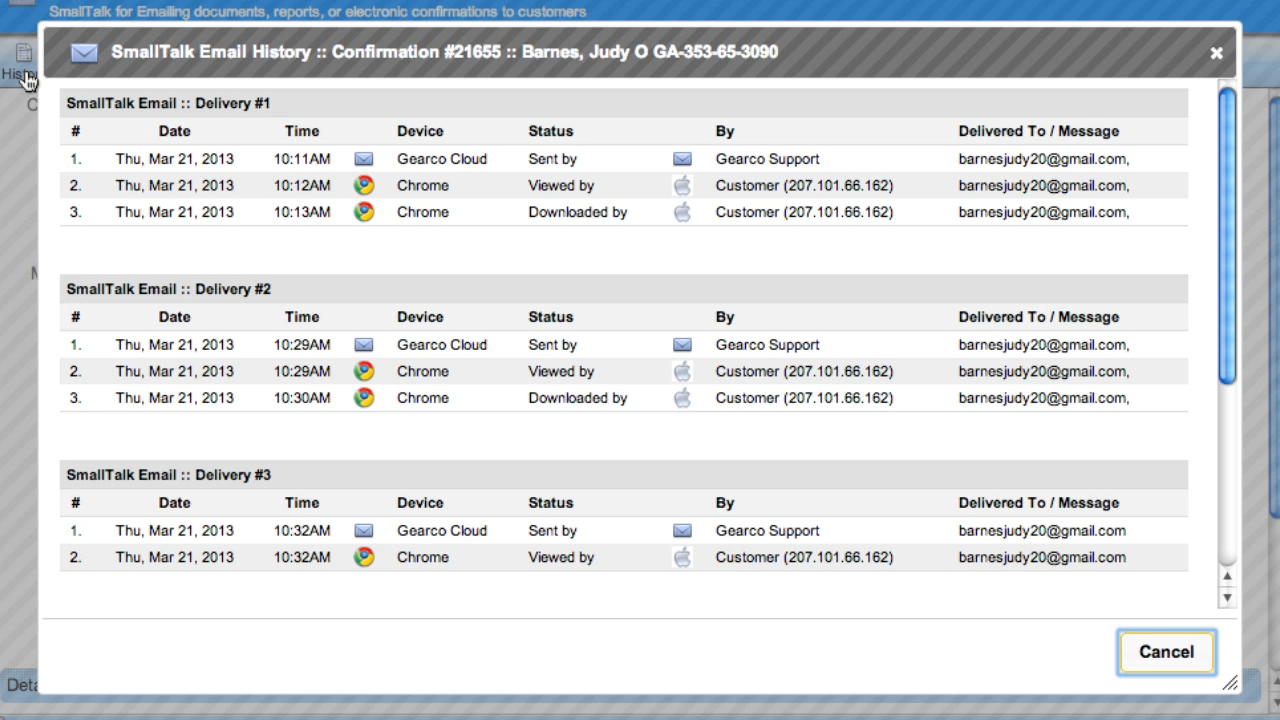 SmallTalk for Emailing documents, reports, or electronic confirmations to customers
SmallTalk Email History :: Confirmation #21655 :: Barnes, Judy O GA-353-65-3090
SmallTalk Email :: Delivery #1
# Date Time Device Status By Delivered To / Message
1. Thu, Mar 21, 2013 10:11AM Gearco Cloud Sent by Gearco Support barnesjudy20@gmail.com,
2. Thu, Mar 21, 2013 10:12AM Chrome Viewed by Customer (207.101.66.162) barnesjudy20@gmail.com,
3. Thu, Mar 21, 2013 10:13AM Chrome Downloaded by Customer (207.101.66.162) barnesjudy20@gmail.com,
SmallTalk Email :: Delivery #2
# Date Time Device Status By Delivered To / Message
1. Thu, Mar 21, 2013 10:29AM Gearco Cloud Sent by Gearco Support barnesjudy20@gmail.com,
2. Thu, Mar 21, 2013 10:29AM Chrome Viewed by Customer (207.101.66.162) barnesjudy20@gmail.com,
3. Thu, Mar 21, 2013 10:30AM Chrome Downloaded by Customer (207.101.66.162) barnesjudy20@gmail.com,
SmallTalk Email :: Delivery #3
# Date Time Device Status By Delivered To / Message
1. Thu, Mar 21, 2013 10:32AM Gearco Cloud Sent by Gearco Support barnesjudy20@gmail.com
2. Thu, Mar 21, 2013 10:32AM Chrome Viewed by Customer (207.101.66.162) barnesjudy20@gmail.com
Cancel